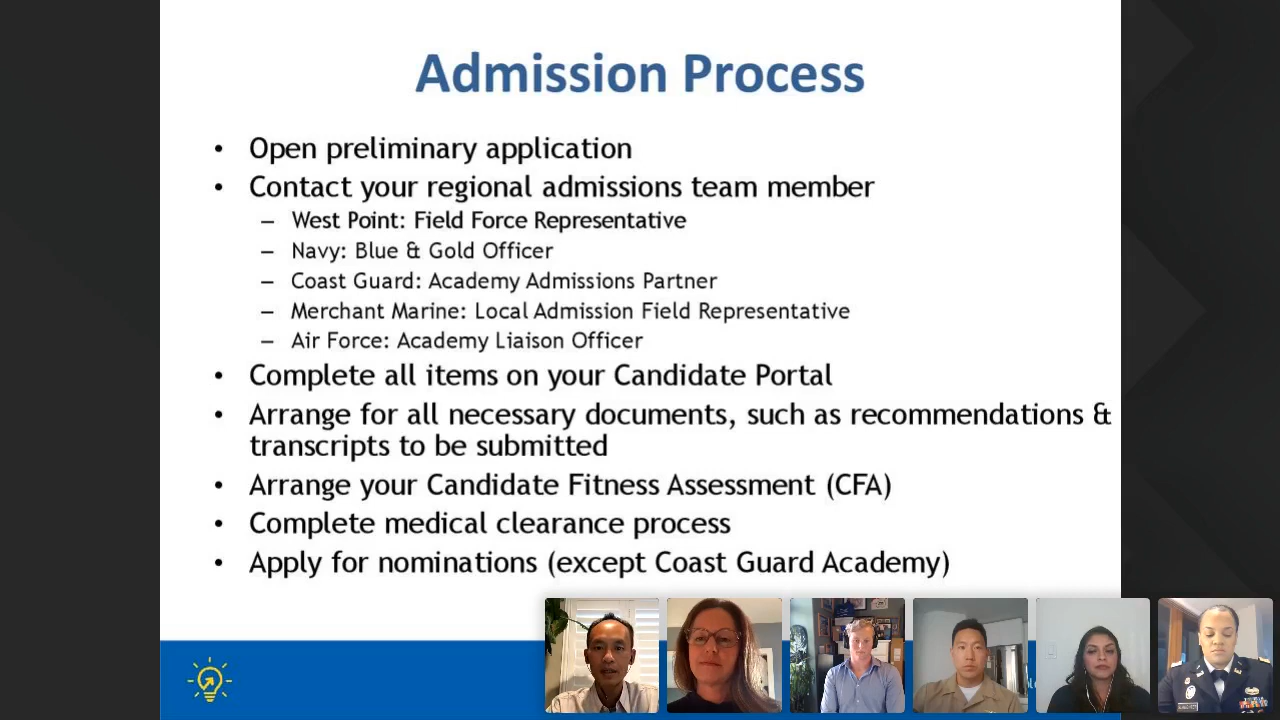 Admission Process
• Open preliminary application
• Contact your regional admissions team member
– West Point: Field Force Representative
– Navy: Blue & Gold Officer
– Coast Guard: Academy Admissions Partner
– Merchant Marine: Local Admission Field Representative
– Air Force: Academy Liaison Officer
• Complete all items on your Candidate Portal
• Arrange for all necessary documents, such as recommendations &
transcripts to be submitted
• Arrange your Candidate Fitness Assessment (CFA)
• Complete medical clearance process
• Apply for nominations (except Coast Guard Academy)